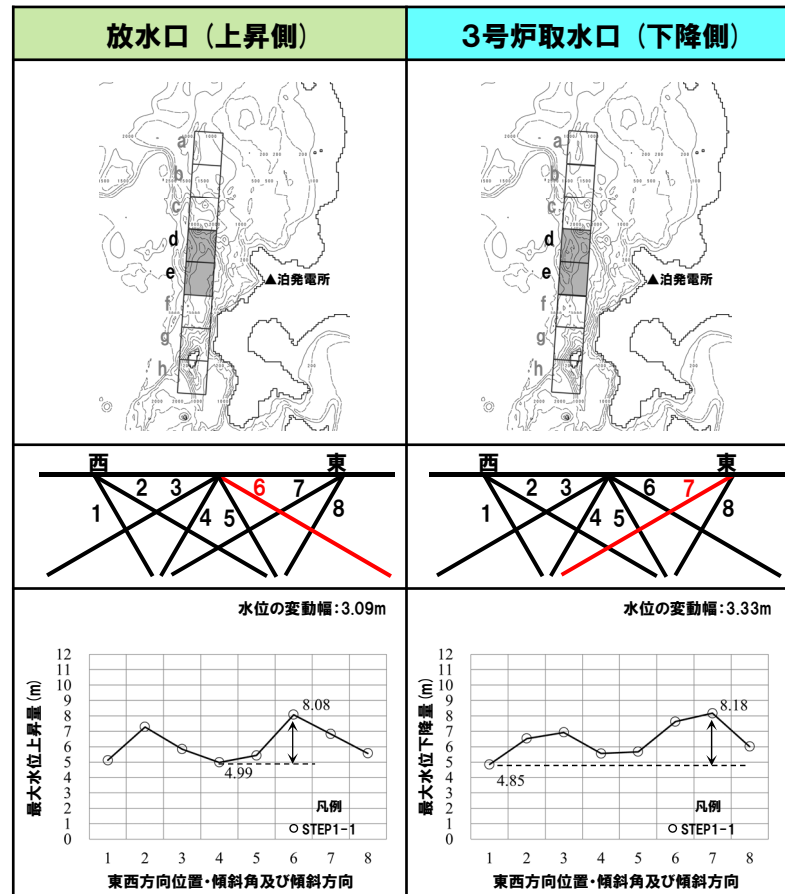 放水口（上昇側）
3号炉取水口（下降側）
a
b
c
d
e
f
g
h
▲泊発電所
a
b
c
d
e
f
g
h
▲泊発電所
西 東
1 2 3 4 5 6 7 8
西 東
1 2 3 4 5 6 7 8
水位の変動幅:3.09m
最大水位上昇量(m)
12
11
10
9
8
7
6
5
4
3
2
1
0
8.08
4.99
凡例
STEP1-1
1 2 3 4 5 6 7 8
東西方向位置・傾斜角及び傾斜方向
水位の変動幅:3.33m
最大水位下降量(m)
12
11
10
9
8
7
6
5
4
3
2
1
0
8.18
4.85
凡例
STEP1-1
1 2 3 4 5 6 7 8
東西方向位置・傾斜角及び傾斜方向